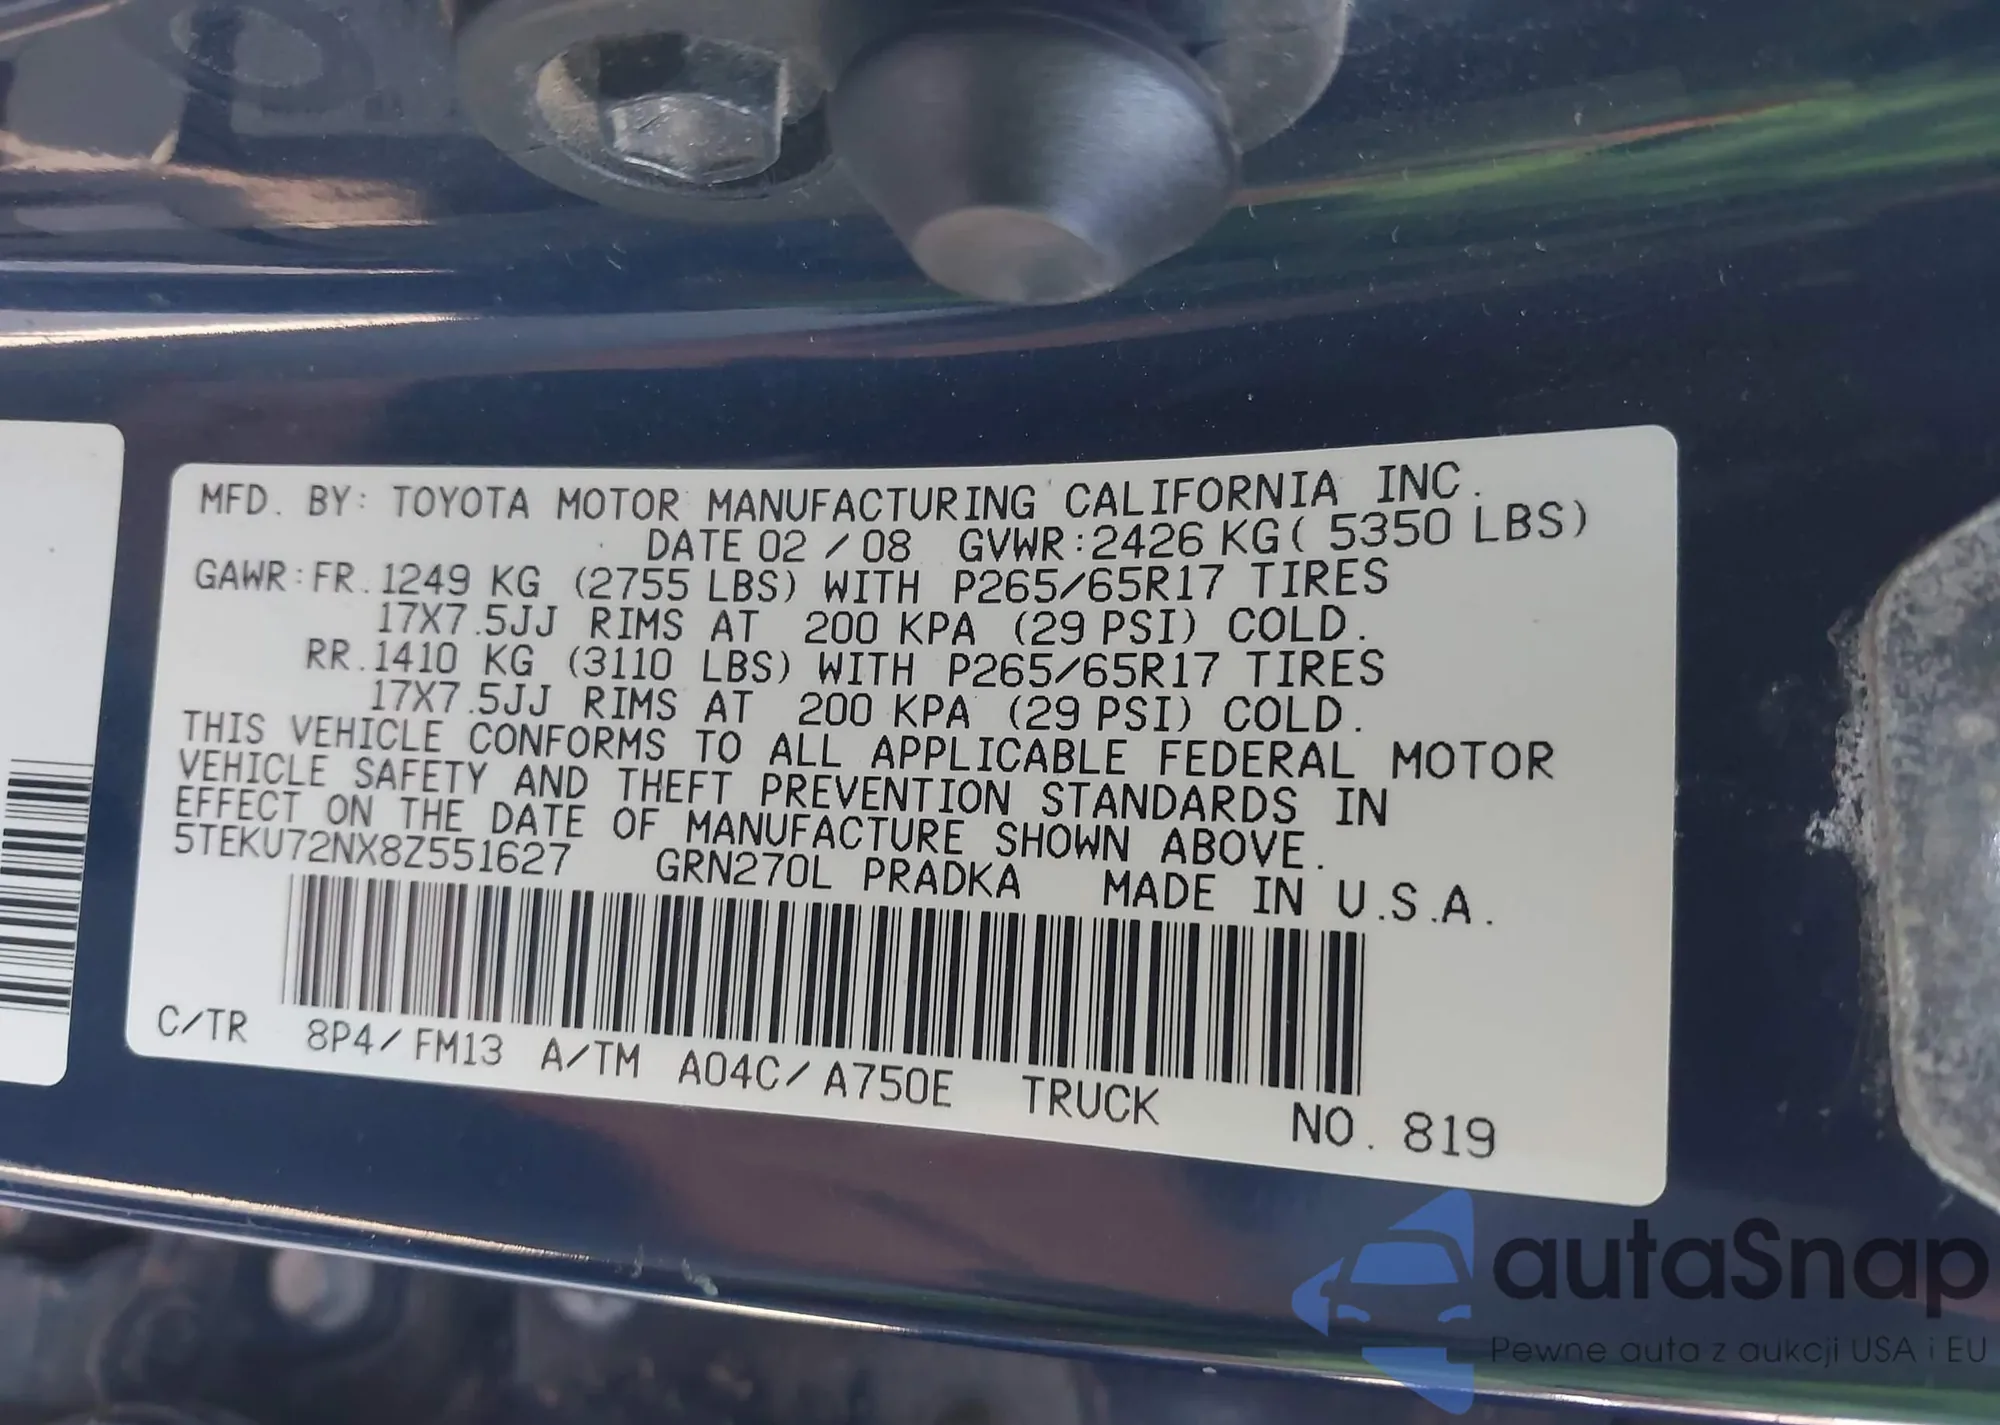 MFD. BY: TOYOTA MOTOR MANUFACTURING CALIFORNIA INC.
DATE 02 / 08 GVWR:2426 KG( 5350 LBS)
GAWR:FR.1249 KG (2755 LBS) WITH P265/65R17 TIRES
17X7.5JJ RIMS AT 200 KPA (29 PSI) COLD.
RR.1410 KG (3110 LBS) WITH P265/65R17 TIRES
17X7.5JJ RIMS AT 200 KPA (29 PSI) COLD.
THIS VEHICLE CONFORMS TO ALL APPLICABLE FEDERAL MOTOR
VEHICLE SAFETY AND THEFT PREVENTION STANDARDS IN
EFFECT ON THE DATE OF MANUFACTURE SHOWN ABOVE.
5TEKU72NX8Z551627 GRN270L PRADKA MADE IN U.S.A.
C/TR 8P4/FM13 A/TM A04C/A750E TRUCK NO. 819
autaSnap
Pewne auta z aukcji USA i EU